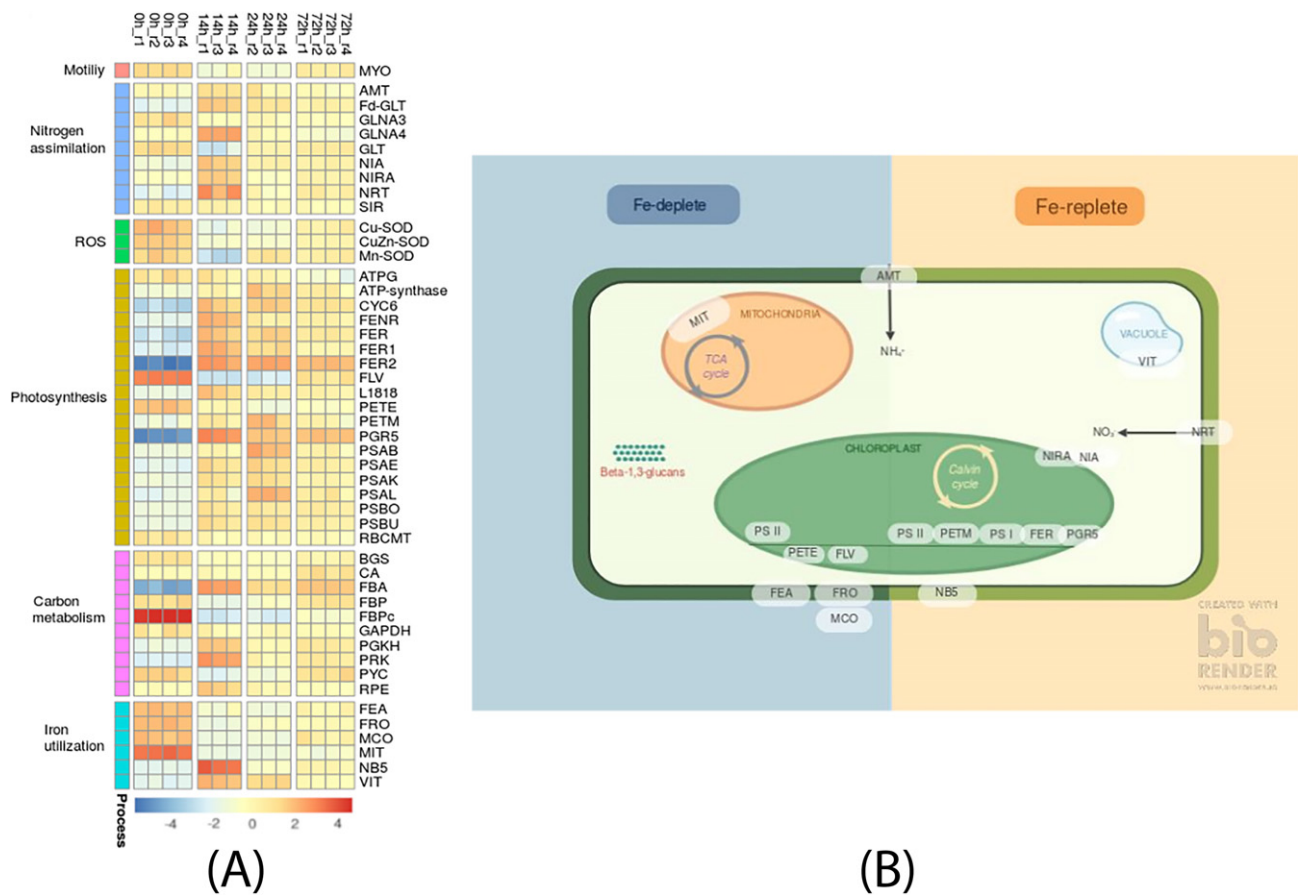 0h_r1 0h_r2 0h_r3 0h_r4 14h_r1 14h_r3 14h_r4 24h_r2 24h_r3 24h_r4 72h_r1 72h_r2 72h_r3 72h_r4
Motiliy
MYO
Nitrogen
assimilation
AMT
Fd-GLT
GLNA3
GLNA4
GLT
NIA
NIRA
NRT
SIR
ROS
Cu-SOD
CuZn-SOD
Mn-SOD
Photosynthesis
ATPG
ATP-synthase
CYC6
FENR
FER
FER1
FER2
FLV
L1818
PETE
PETM
PGR5
PSAB
PSAE
PSAK
PSAL
PSBO
PSBU
RBCMT
Carbon
metabolism
BGS
CA
FBA
FBP
FBPc
GAPDH
PGKH
PRK
PYC
RPE
Iron
utilization
FEA
FRO
MCO
MIT
NB5
VIT
Process
-4 -2 0 2 4
(A)
Fe-deplete
Fe-replete
AMT
NH₄-
MIT
MITOCHONDRIA
TCA
cycle
VACUOLE
VIT
NO₃-
NRT
Beta-1,3-glucans
CHLOROPLAST
Calvin
cycle
NIRA NIA
PS II
PETE FLV
PS II PETM PS I FER PGR5
FEA FRO NB5
MCO
CREATED WITH
bio
RENDER
(B)